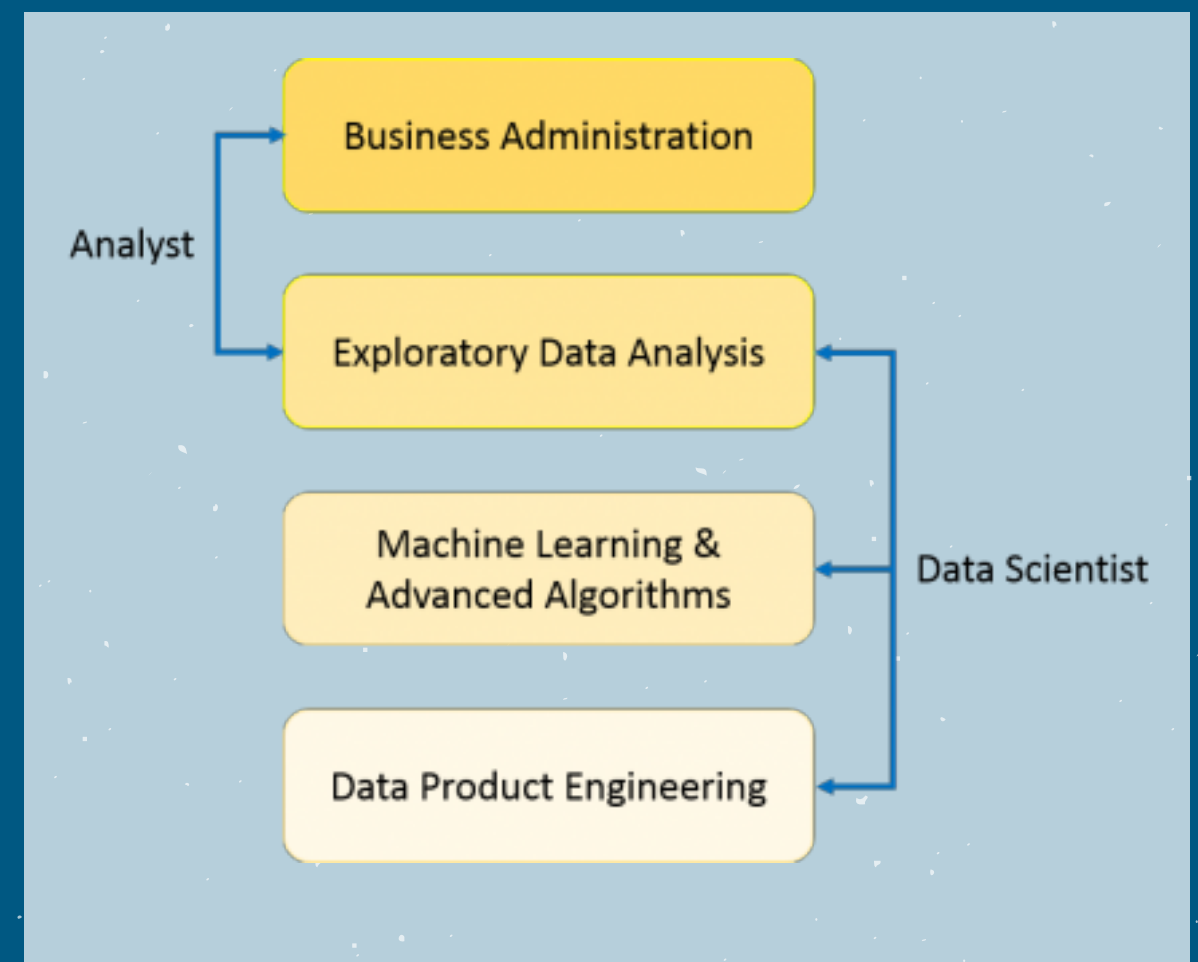 Business Administration
Analyst
Exploratory Data Analysis
Machine Learning &
Advanced Algorithms
Data Scientist
Data Product Engineering